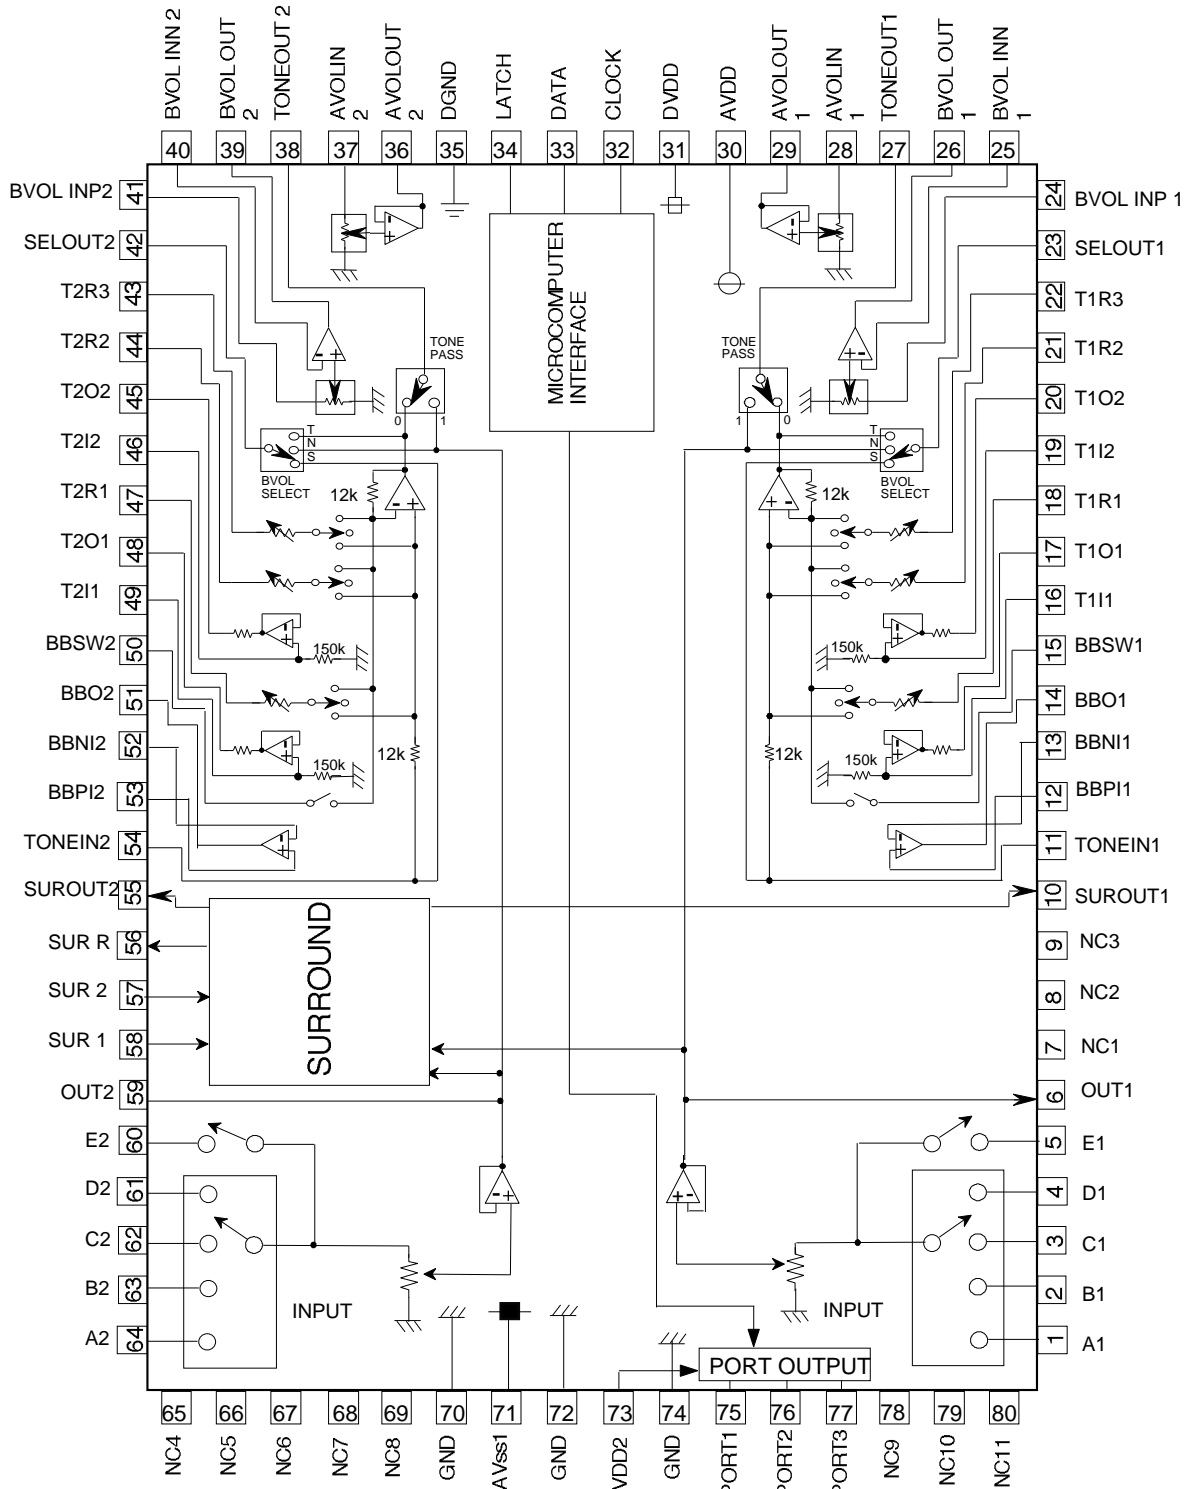 BVOL INN 2
BVOL OUT 2
TONEOUT 2
AVOLIN 2
AVOLOUT 2
DGND
LATCH
DATA
CLOCK
DVDD
AVDD
AVOLOUT 1
AVOLIN 1
TONEOUT1
BVOL OUT 1
BVOL INN 1
40 39 38 37 36 35 34 33 32 31 30 29 28 27 26 25
BVOL INP2 41
SELOUT2 42
T2R3 43
T2R2 44
T2O2 45
T2I2 46
T2R1 47
T2O1 48
T2I1 49
BBSW2 50
BBO2 51
BBNI2 52
BBPI2 53
TONEIN2 54
SUROUT2 55
SUR R 56
SUR 2 57
SUR 1 58
OUT2 59
E2 60
D2 61
C2 62
B2 63
A2 64
MICROCOMPUTER
INTERFACE
TONE
PASS
0 1
T
N
S
BVOL
SELECT
12k
- +
150k
150k
12k
TONE
PASS
1 0
T
N
S
BVOL
SELECT
12k
+ -
150k
150k
12k
SURROUND
INPUT
INPUT
PORT OUTPUT
24 BVOL INP 1
23 SELOUT1
22 T1R3
21 T1R2
20 T1O2
19 T1I2
18 T1R1
17 T1O1
16 T1I1
15 BBSW1
14 BBO1
13 BBNI1
12 BBPI1
11 TONEIN1
10 SUROUT1
9 NC3
8 NC2
7 NC1
6 OUT1
5 E1
4 D1
3 C1
2 B1
1 A1
65 66 67 68 69 70 71 72 73 74 75 76 77 78 79 80
NC4
NC5
NC6
NC7
NC8
GND
AVss1
GND
VDD2
GND
PORT1
PORT2
PORT3
NC9
NC10
NC11